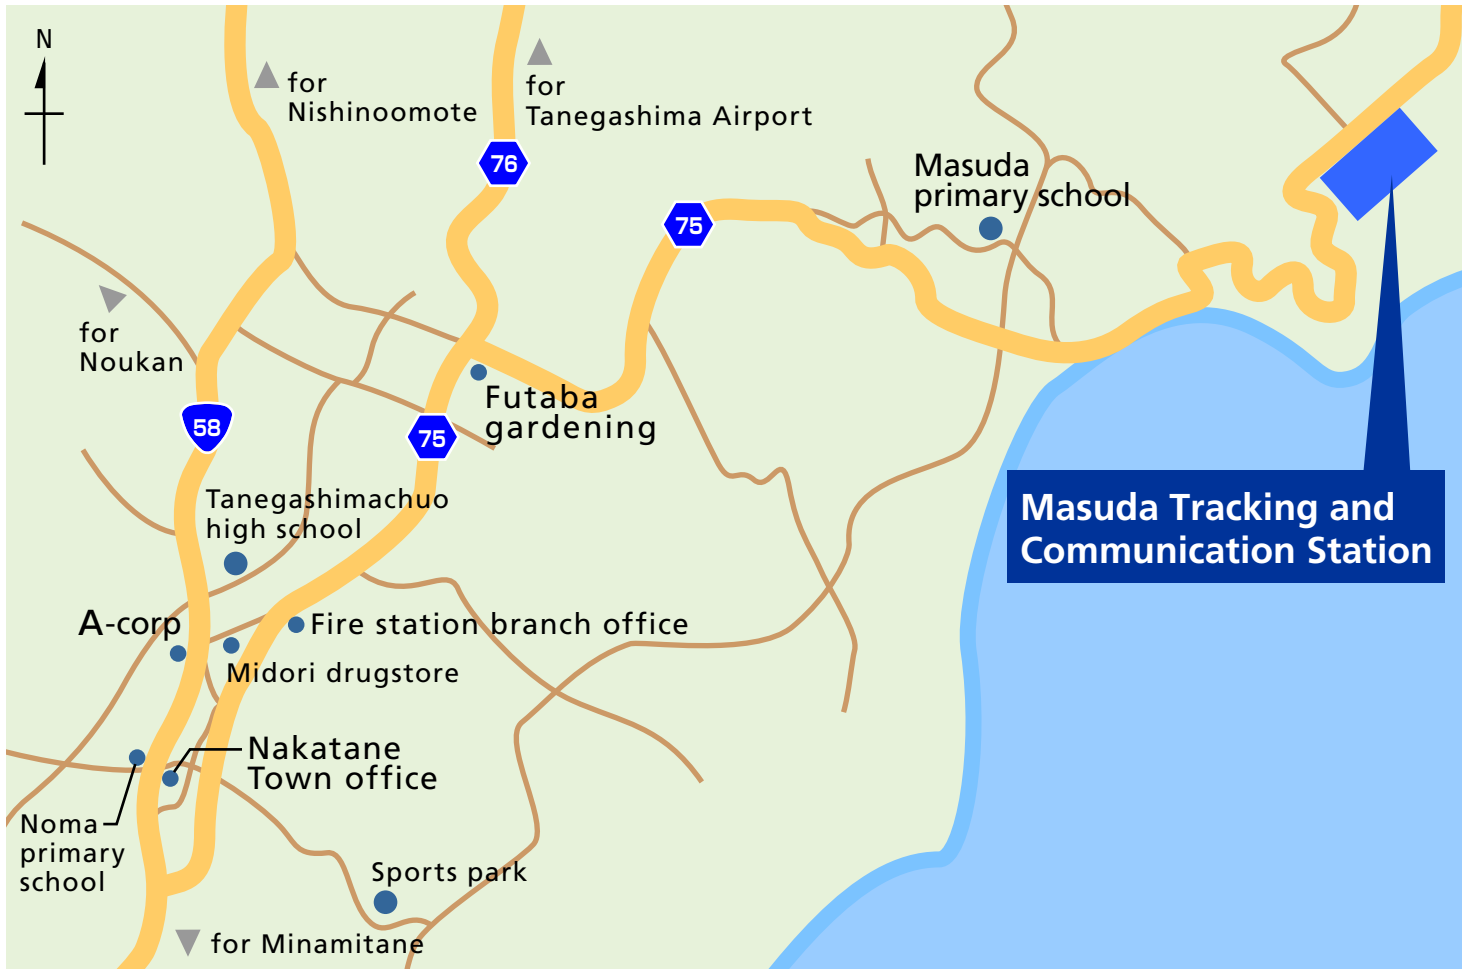 N
for
Nishinoomote
for
Tanegashima Airport
76
Masuda
primary school
75
for
Noukan
Futaba
gardening
58
75
Tanegashimachuo
high school
Masuda Tracking and
Communication Station
A-corp
Fire station branch office
Midori drugstore
Nakatane
Town office
Noma
primary
school
Sports park
for Minamitane